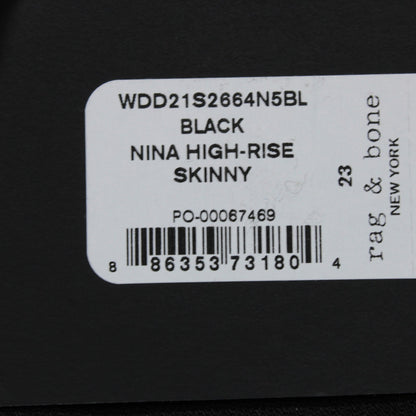 WDD21S2664N5BL
BLACK
NINA HIGH-RISE
SKINNY
PO-00067469
8 86353 73180 4
23
rag & bone
NEW YORK